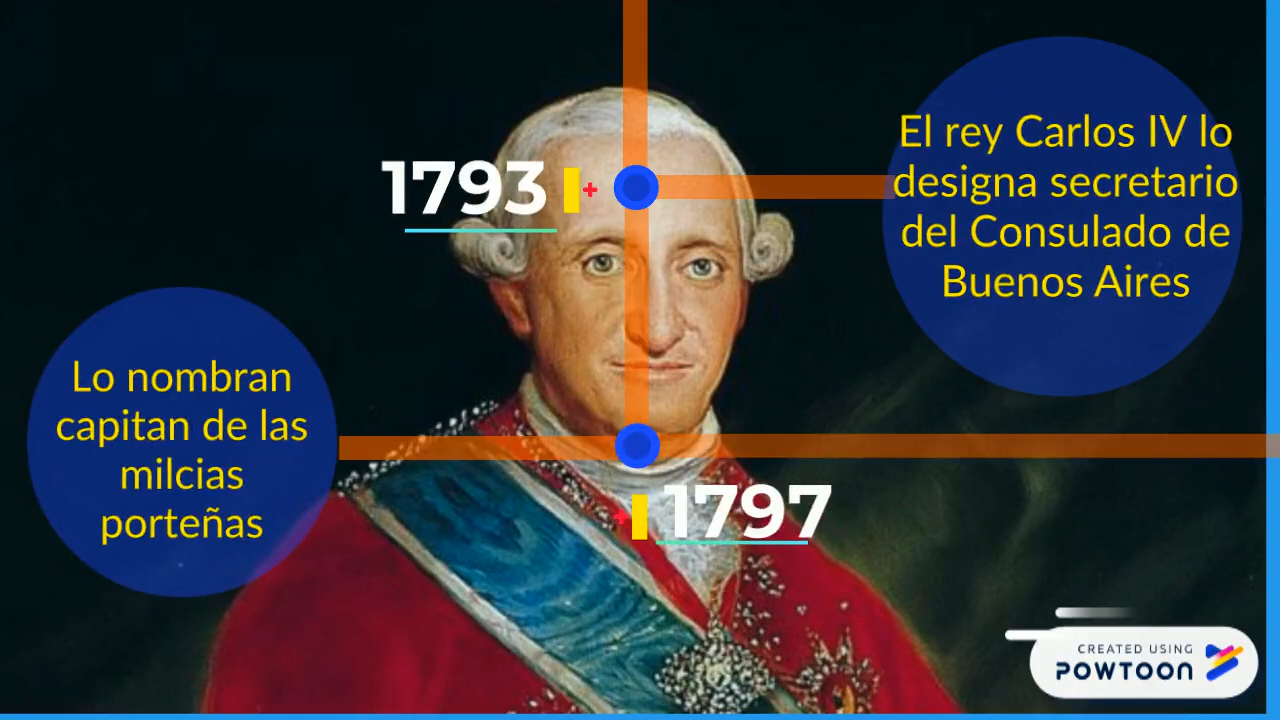 1793
El rey Carlos IV lo
designa secretario
del Consulado de
Buenos Aires
Lo nombran
capitan de las
milcias
porteñas
1797
CREATED USING
POWTOON